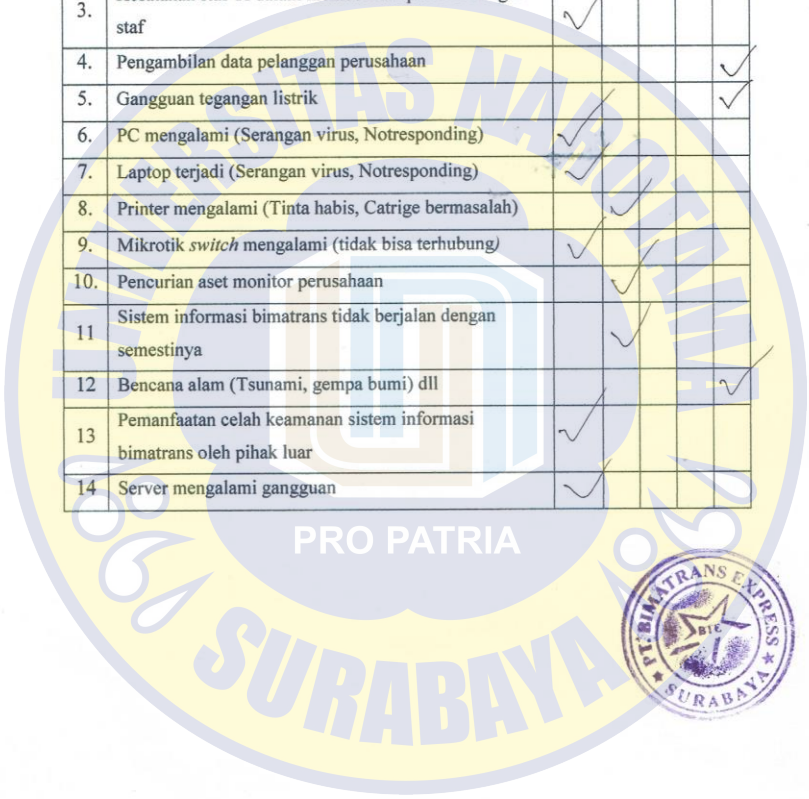 3.
staf
4. Pengambilan data pelanggan perusahaan
5. Gangguan tegangan listrik
6. PC mengalami (Serangan virus, Notresponding)
7. Laptop terjadi (Serangan virus, Notresponding)
8. Printer mengalami (Tinta habis, Catrige bermasalah)
9. Mikrotik switch mengalami (tidak bisa terhubung)
10. Pencurian aset monitor perusahaan
11 Sistem informasi bimatrans tidak berjalan dengan
semestinya
12 Bencana alam (Tsunami, gempa bumi) dll
13 Pemanfaatan celah keamanan sistem informasi
bimatrans oleh pihak luar
14 Server mengalami gangguan
UNIVERSITAS NAROTAMA
PRO PATRIA
SURABAYA
PT. BIMATRANS EXPRESS
BTE
SURABAYA